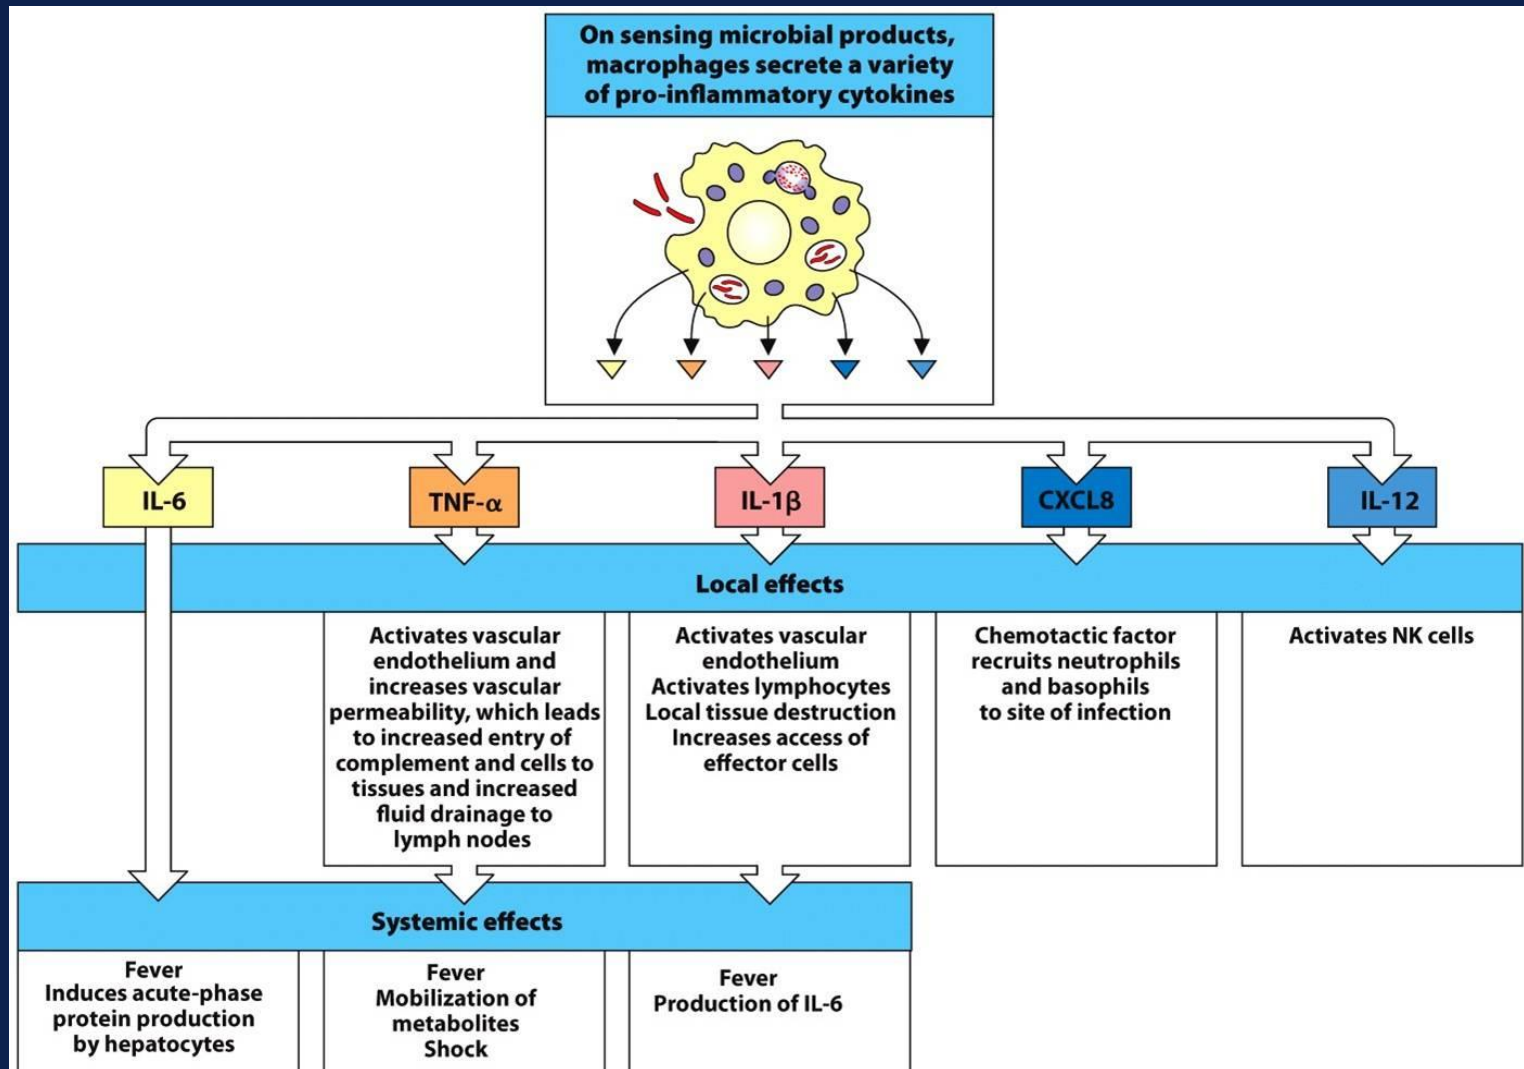 On sensing microbial products,
macrophages secrete a variety
of pro-inflammatory cytokines
IL-6
TNF-α
IL-1β
CXCL8
IL-12
Local effects
Activates vascular
endothelium and
increases vascular
permeability, which leads
to increased entry of
complement and cells to
tissues and increased
fluid drainage to
lymph nodes
Activates vascular
endothelium
Activates lymphocytes
Local tissue destruction
Increases access of
effector cells
Chemotactic factor
recruits neutrophils
and basophils
to site of infection
Activates NK cells
Systemic effects
Fever
Induces acute-phase
protein production
by hepatocytes
Fever
Mobilization of
metabolites
Shock
Fever
Production of IL-6